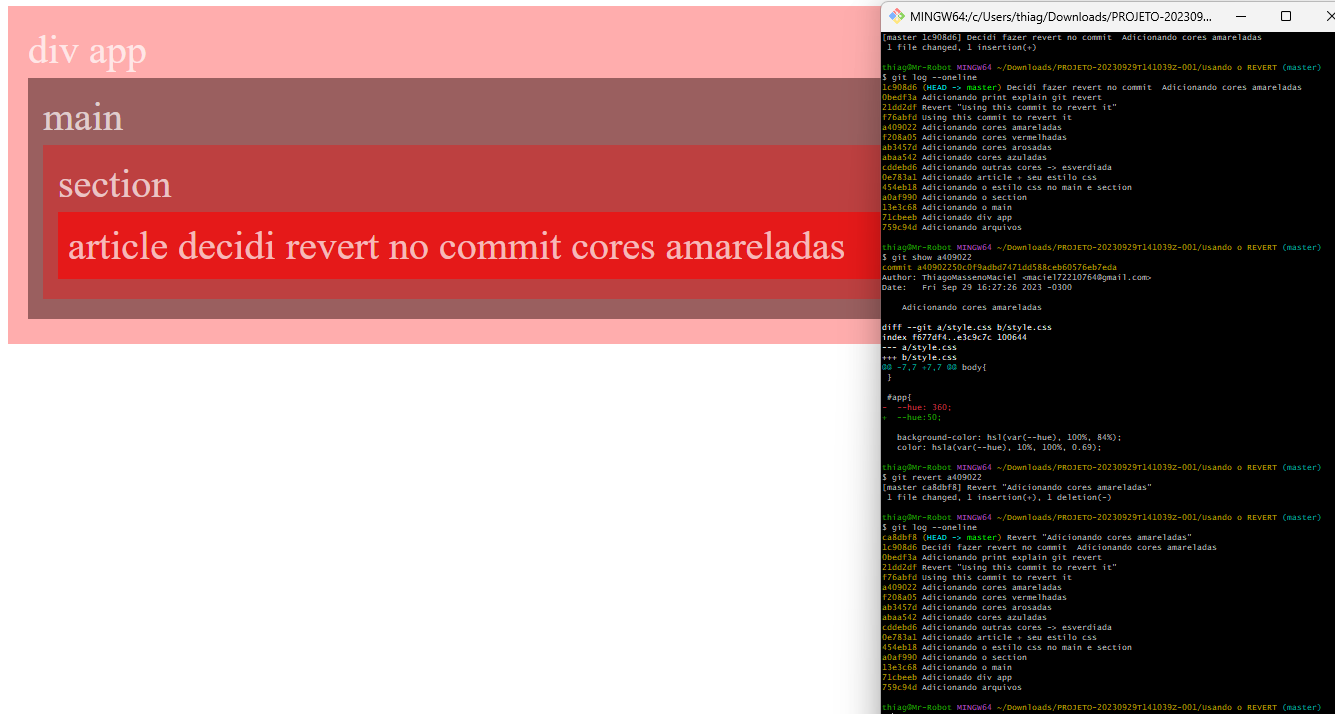 div app
main
section
article decidi revert no commit cores amareladas
MINGW64:/c/Users/thiag/Downloads/PROJETO-202309...
[master 1c908d6] Decidi fazer revert no commit  Adicionando cores amareladas
 1 file changed, 1 insertion(+)
thiag@Mr-Robot MINGW64 ~/Downloads/PROJETO-20230929T141039Z-001/Usando o REVERT (master)
$ git log --oneline
1c908d6 (HEAD -> master) Decidi fazer revert no commit  Adicionando cores amareladas
0bedf3a Adicionando print explain git revert
21dd2df Revert "Using this commit to revert it"
f76abfd Using this commit to revert it
a409022 Adicionando cores amareladas
f208a05 Adicionando cores vermelhadas
ab3457d Adicionando cores arosadas
abaa542 Adicionado cores azuladas
cddebd6 Adicionando outras cores -> esverdiada
0e783a1 Adicionando article + seu estilo css
454eb18 Adicionando o estilo css no main e section
a0af990 Adicionando o section
13e3c68 Adicionando o main
71cbeeb Adicionado div app
759c94d Adicionando arquivos
thiag@Mr-Robot MINGW64 ~/Downloads/PROJETO-20230929T141039Z-001/Usando o REVERT (master)
$ git show a409022
commit a40902250c0f9adbd7471dd588ceb60576eb7eda
Author: ThiagoMassenoMaciel <maciel72210764@gmail.com>
Date:   Fri Sep 29 16:27:26 2023 -0300
    Adicionando cores amareladas
diff --git a/style.css b/style.css
index f677df4..e3c9c7c 100644
--- a/style.css
+++ b/style.css
@@ -7,7 +7,7 @@ body{
 }
 #app{
-  --hue: 360;
+  --hue:50;
   background-color: hsl(var(--hue), 100%, 84%);
   color: hsla(var(--hue), 10%, 100%, 0.69);
thiag@Mr-Robot MINGW64 ~/Downloads/PROJETO-20230929T141039Z-001/Usando o REVERT (master)
$ git revert a409022
[master ca8dbf8] Revert "Adicionando cores amareladas"
 1 file changed, 1 insertion(+), 1 deletion(-)
thiag@Mr-Robot MINGW64 ~/Downloads/PROJETO-20230929T141039Z-001/Usando o REVERT (master)
$ git log --oneline
ca8dbf8 (HEAD -> master) Revert "Adicionando cores amareladas"
1c908d6 Decidi fazer revert no commit  Adicionando cores amareladas
0bedf3a Adicionando print explain git revert
21dd2df Revert "Using this commit to revert it"
f76abfd Using this commit to revert it
a409022 Adicionando cores amareladas
f208a05 Adicionando cores vermelhadas
ab3457d Adicionando cores arosadas
abaa542 Adicionado cores azuladas
cddebd6 Adicionando outras cores -> esverdiada
0e783a1 Adicionando article + seu estilo css
454eb18 Adicionando o estilo css no main e section
a0af990 Adicionando o section
13e3c68 Adicionando o main
71cbeeb Adicionado div app
759c94d Adicionando arquivos
thiag@Mr-Robot MINGW64 ~/Downloads/PROJETO-20230929T141039Z-001/Usando o REVERT (master)